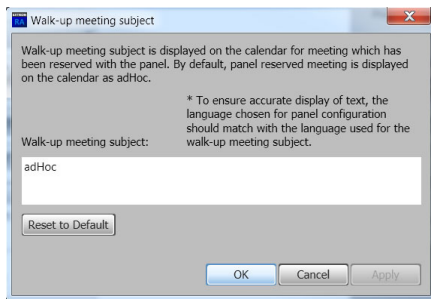 Walk-up meeting subject
Walk-up meeting subject is displayed on the calendar for meeting which has
been reserved with the panel. By default, panel reserved meeting is displayed
on the calendar as adHoc.
* To ensure accurate display of text, the
language chosen for panel configuration
should match with the language used for the
walk-up meeting subject.
Walk-up meeting subject:
adHoc
Reset to Default
OK
Cancel
Apply